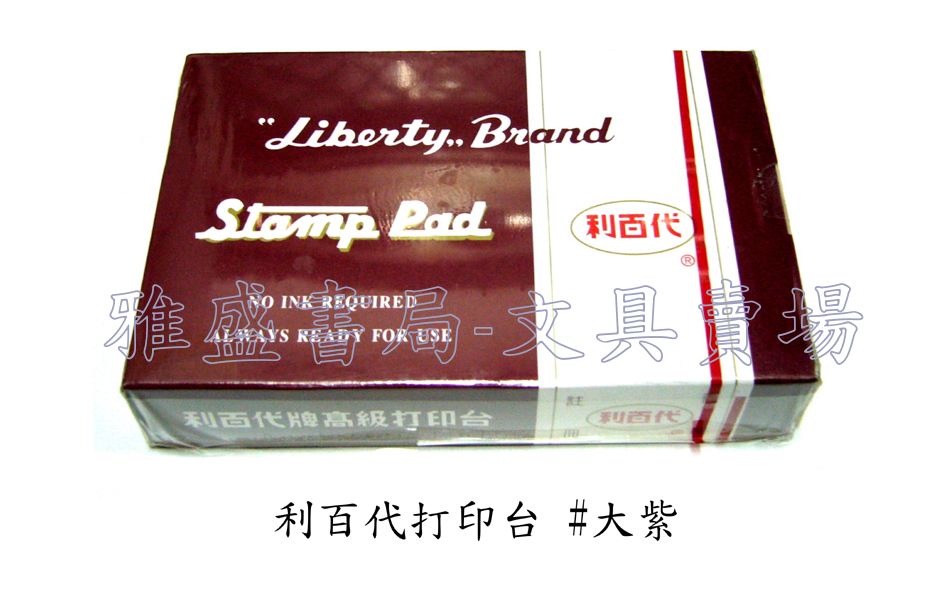 “Liberty„ Brand
Stamp Pad
利百代
®
NO INK REQUIRED
ALWAYS READY FOR USE
雅盛書局-文具賣場
利百代牌高級打印台
註冊
利百代
®
利百代打印台 #大紫